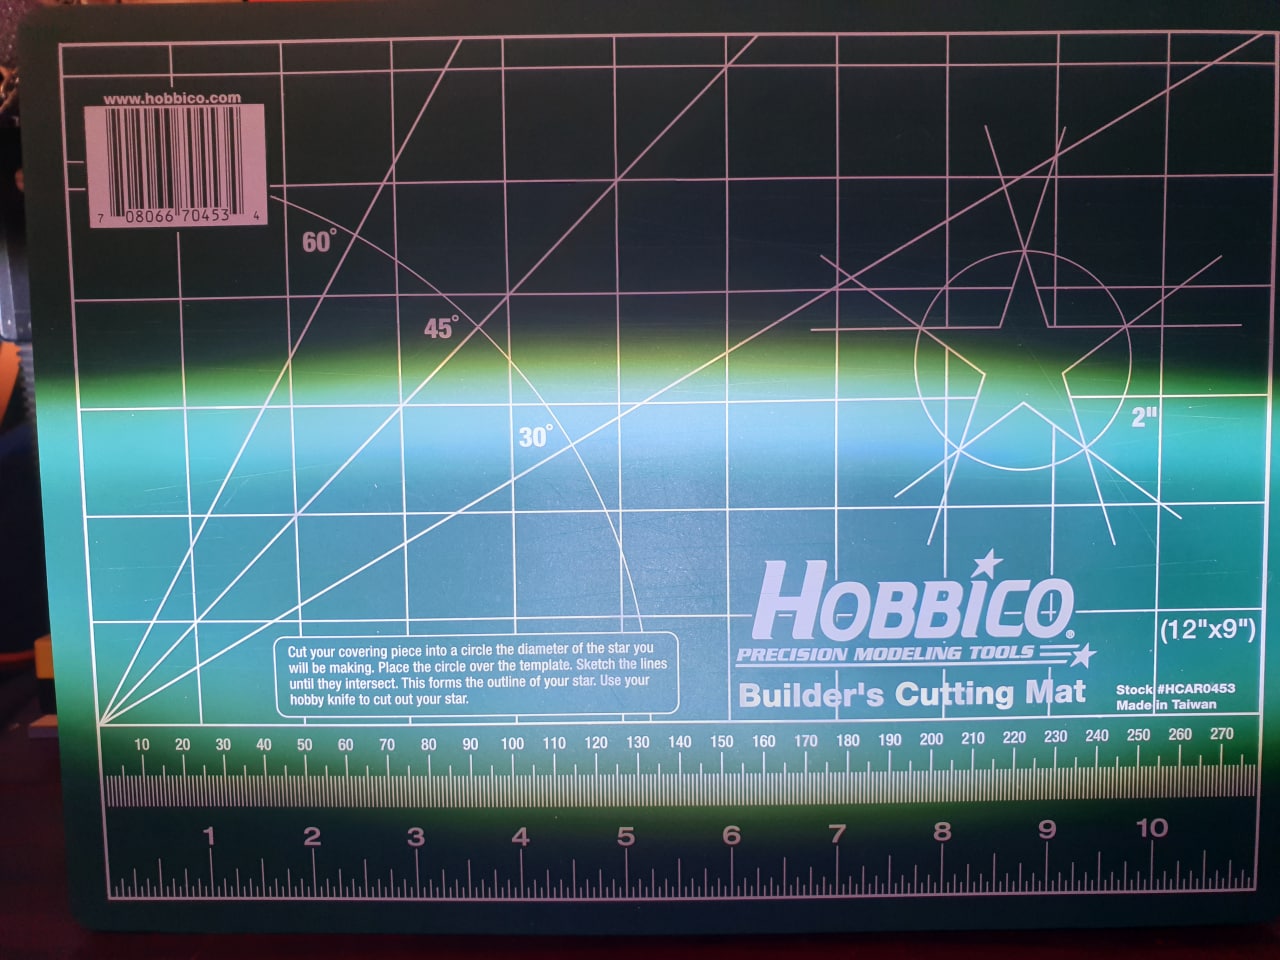 www.hobbico.com
7 08066 70453 4
60°
45°
30°
2"
HOBBICO®
PRECISION MODELING TOOLS
(12"x9")
Builder's Cutting Mat
Stock #HCAR0453
Made in Taiwan
Cut your covering piece into a circle the diameter of the star you
will be making. Place the circle over the template. Sketch the lines
until they intersect. This forms the outline of your star. Use your
hobby knife to cut out your star.
10 20 30 40 50 60 70 80 90 100 110 120 130 140 150 160 170 180 190 200 210 220 230 240 250 260 270
1 2 3 4 5 6 7 8 9 10